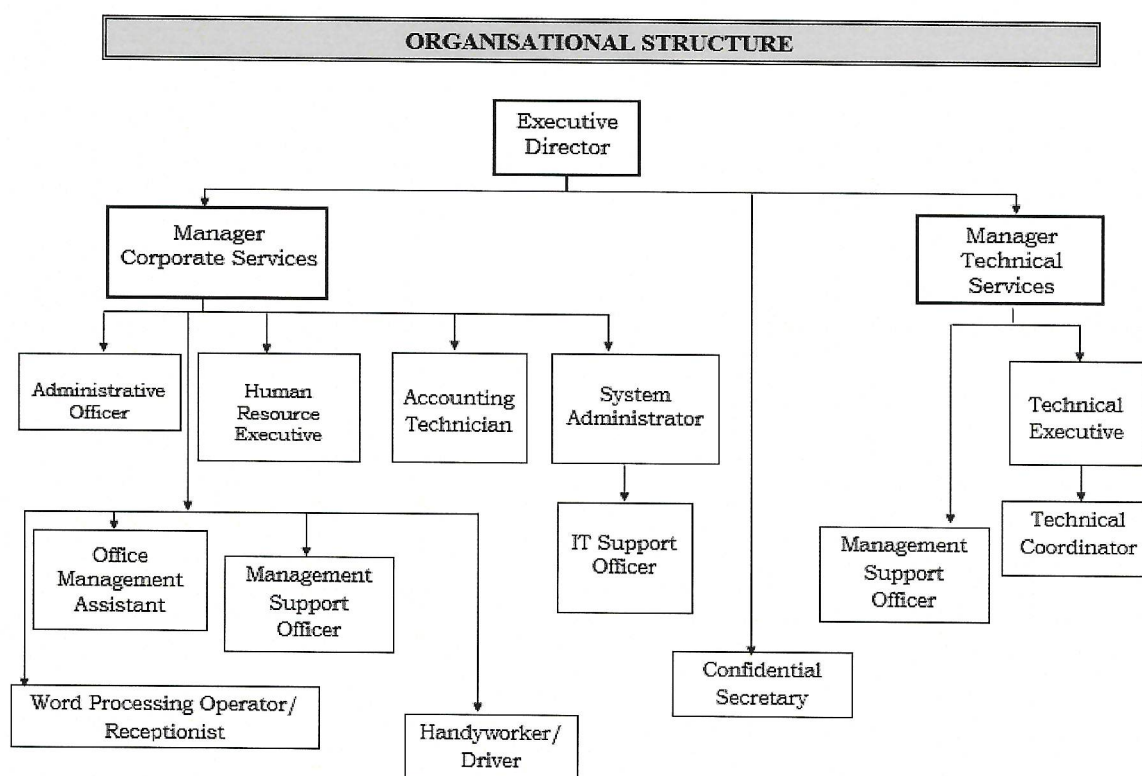 ORGANISATIONAL STRUCTURE
Executive
Director
Manager
Corporate Services
Manager
Technical
Services
Administrative
Officer
Human
Resource
Executive
Accounting
Technician
System
Administrator
Technical
Executive
Office
Management
Assistant
Management
Support
Officer
IT Support
Officer
Management
Support
Officer
Technical
Coordinator
Word Processing Operator/
Receptionist
Handyworker/
Driver
Confidential
Secretary